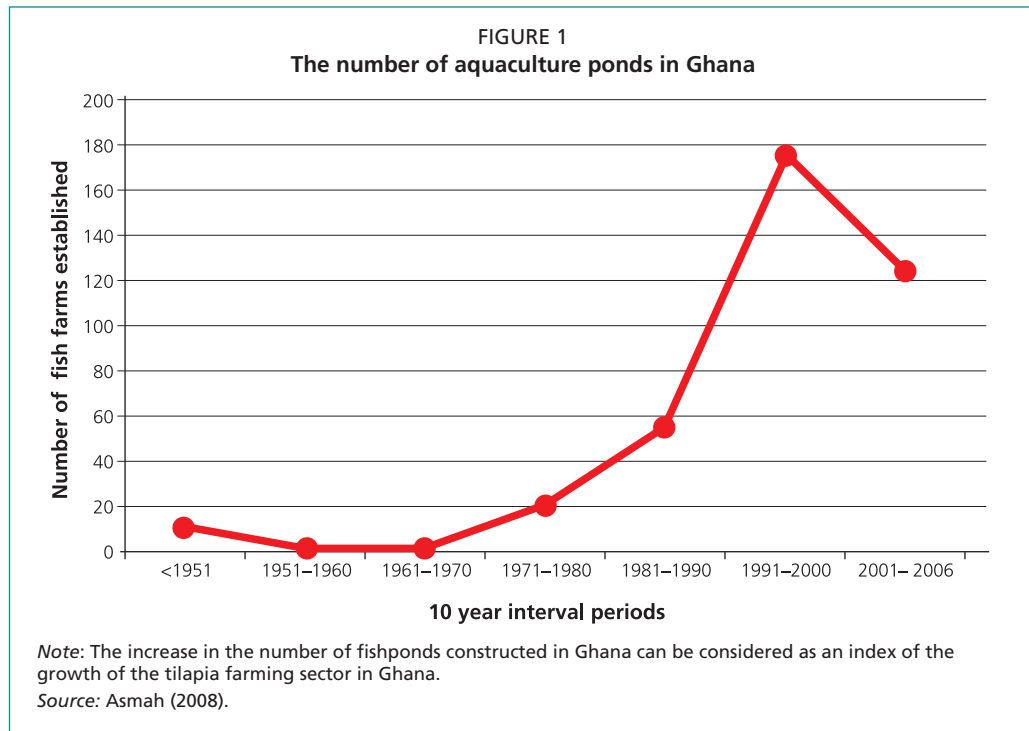 FIGURE 1
The number of aquaculture ponds in Ghana
Number of fish farms established
200
180
160
140
120
100
80
60
40
20
0
<1951 1951–1960 1961–1970 1971–1980 1981–1990 1991–2000 2001– 2006
10 year interval periods
Note: The increase in the number of fishponds constructed in Ghana can be considered as an index of the
growth of the tilapia farming sector in Ghana.
Source: Asmah (2008).